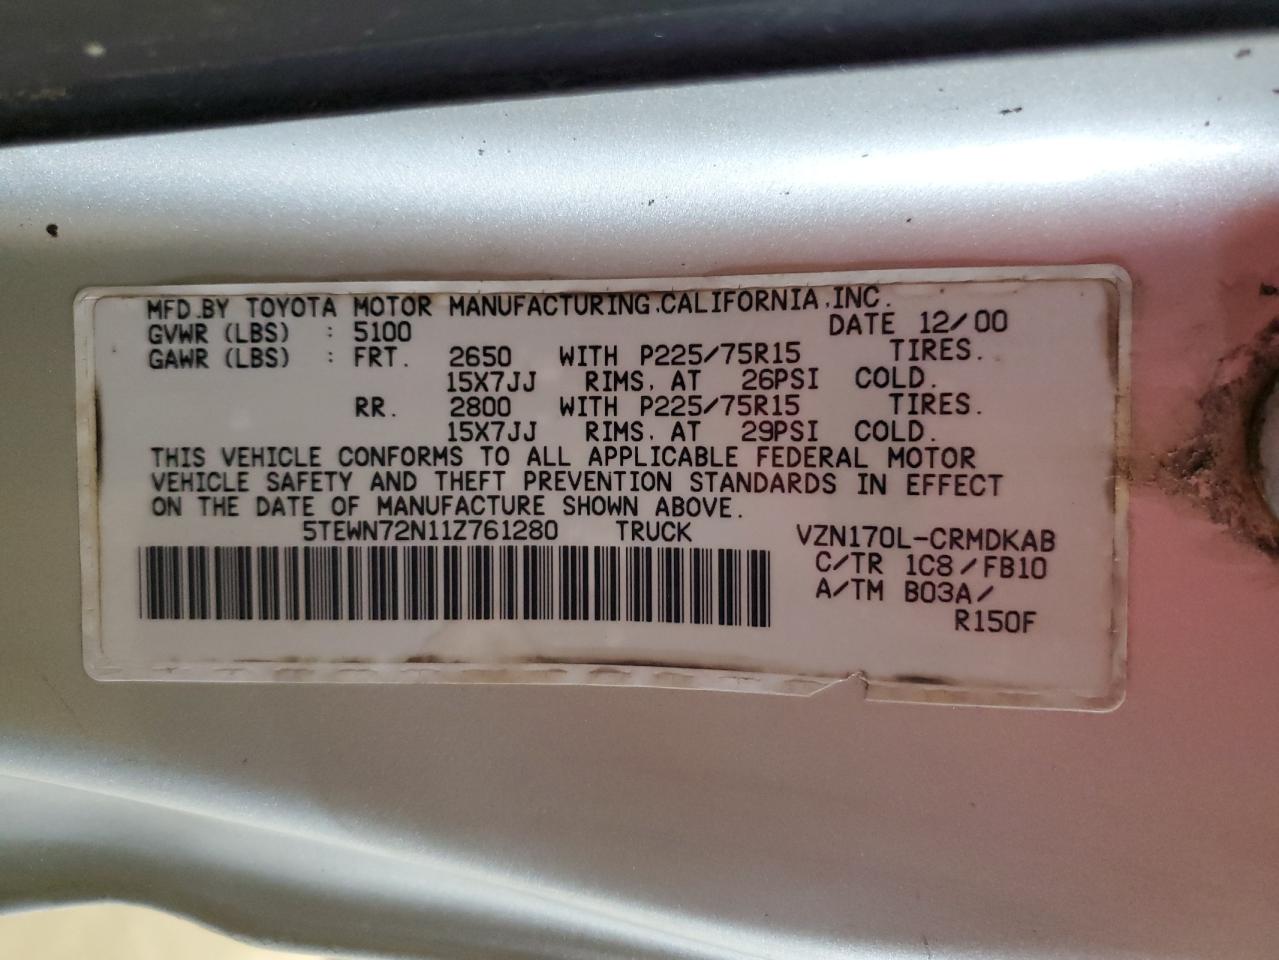 MFD.BY TOYOTA MOTOR MANUFACTURING.CALIFORNIA.INC.
GVWR (LBS) : 5100 DATE 12/00
GAWR (LBS) : FRT. 2650 WITH P225/75R15 TIRES.
15X7JJ RIMS, AT 26PSI COLD.
RR. 2800 WITH P225/75R15 TIRES.
15X7JJ RIMS, AT 29PSI COLD.
THIS VEHICLE CONFORMS TO ALL APPLICABLE FEDERAL MOTOR
VEHICLE SAFETY AND THEFT PREVENTION STANDARDS IN EFFECT
ON THE DATE OF MANUFACTURE SHOWN ABOVE.
5TEWN72N11Z761280 TRUCK VZN170L-CRMDKAB
C/TR 1C8/FB10
A/TM B03A/
R150F